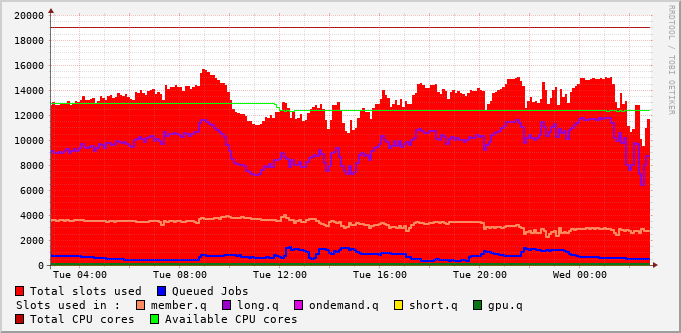 20000
18000
16000
14000
12000
10000
8000
6000
4000
2000
0
Tue 04:00 Tue 08:00 Tue 12:00 Tue 16:00 Tue 20:00 Wed 00:00
Total slots used Queued Jobs
Slots used in : member.q long.q ondemand.q short.q gpu.q
Total CPU cores Available CPU cores
RRDTOOL / TOBI OETIKER